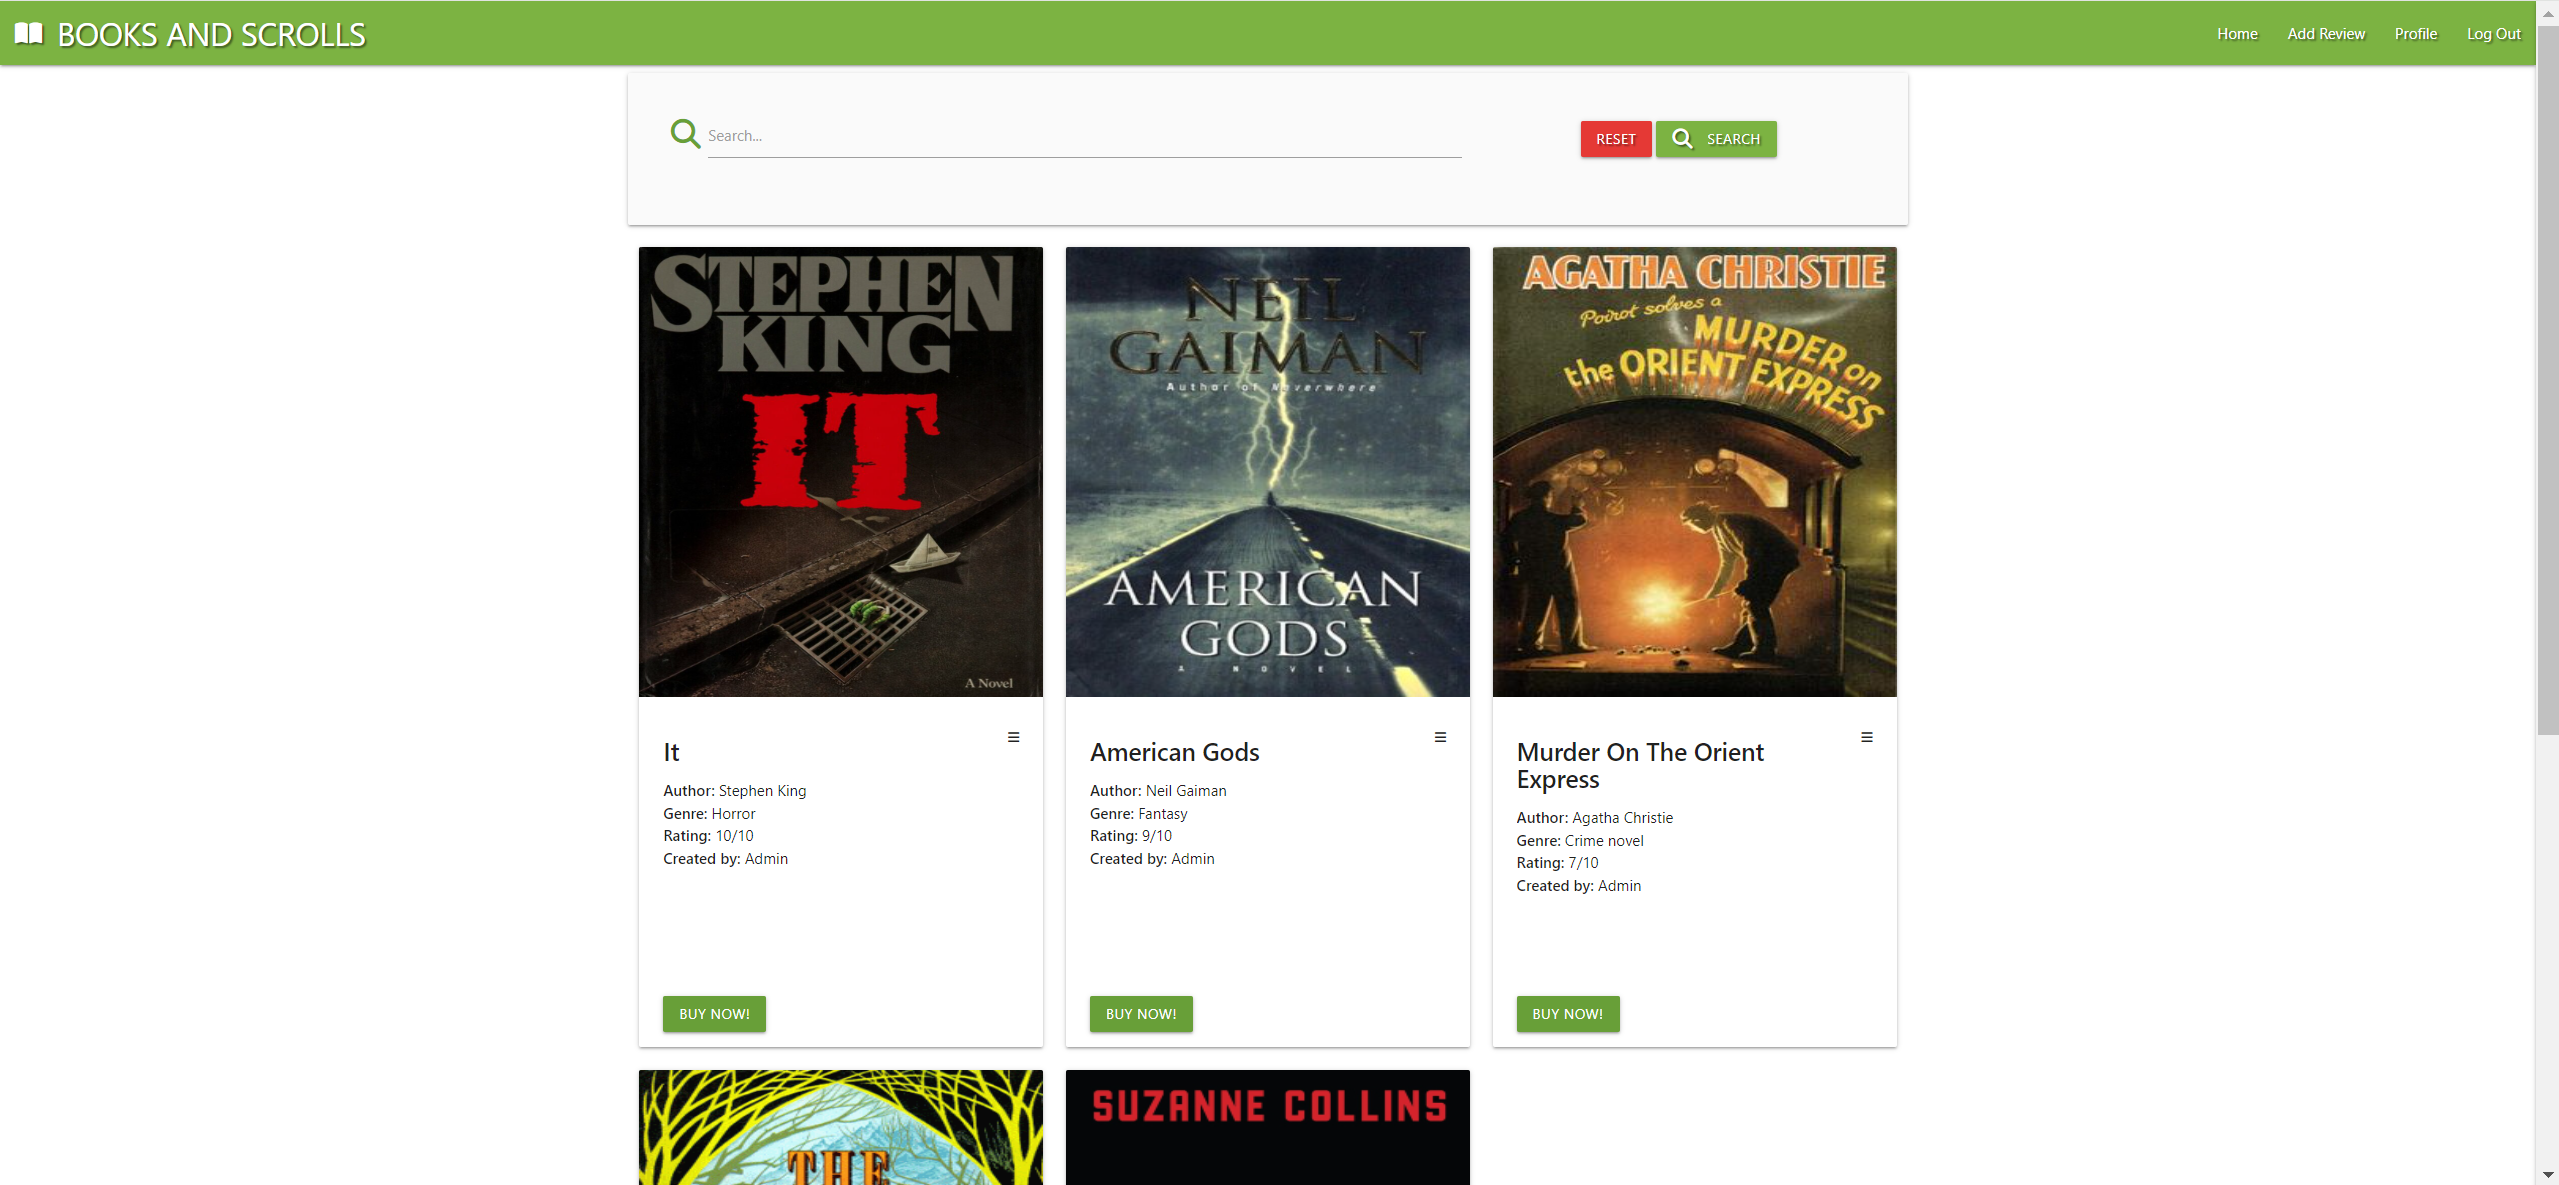 BOOKS AND SCROLLS
Home
Add Review
Profile
Log Out
Search...
RESET
SEARCH
STEPHEN
KING
IT
A Novel
NEIL
GAIMAN
Author of Neverwhere
AMERICAN
GODS
A NOVEL
AGATHA CHRISTIE
Poirot solves a
MURDER on
the ORIENT EXPRESS
It
Author: Stephen King
Genre: Horror
Rating: 10/10
Created by: Admin
BUY NOW!
American Gods
Author: Neil Gaiman
Genre: Fantasy
Rating: 9/10
Created by: Admin
BUY NOW!
Murder On The Orient
Express
Author: Agatha Christie
Genre: Crime novel
Rating: 7/10
Created by: Admin
BUY NOW!
THE
SUZANNE COLLINS